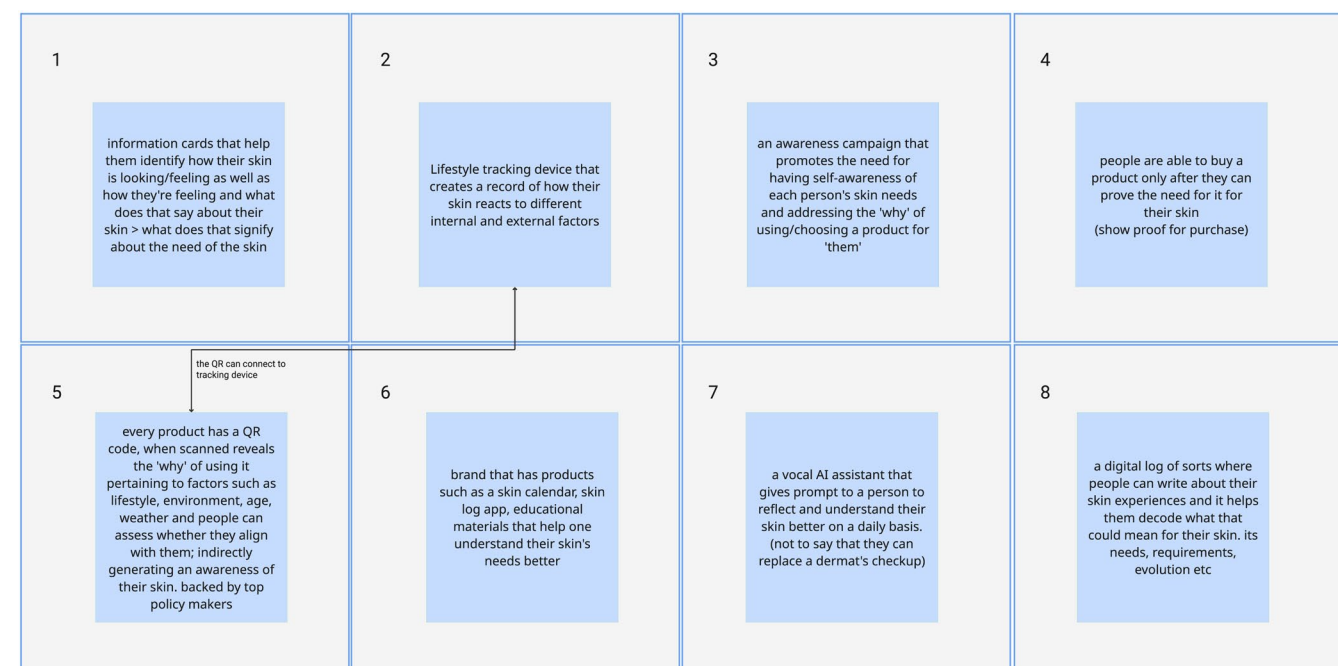 1
information cards that help
them identify how their skin
is looking/feeling as well as
how they're feeling and what
does that say about their
skin > what does that signify
about the need of the skin
2
Lifestyle tracking device that
creates a record of how their
skin reacts to different
internal and external factors
3
an awareness campaign that
promotes the need for
having self-awareness of
each person's skin needs
and addressing the 'why' of
using/choosing a product for
'them'
4
people are able to buy a
product only after they can
prove the need for it for
their skin
(show proof for purchase)
the QR can connect to
tracking device
5
every product has a QR
code, when scanned reveals
the 'why' of using it
pertaining to factors such as
lifestyle, environment, age,
weather and people can
assess whether they align
with them; indirectly
generating an awareness of
their skin. backed by top
policy makers
6
brand that has products
such as a skin calendar, skin
log app, educational
materials that help one
understand their skin's
needs better
7
a vocal AI assistant that
gives prompt to a person to
reflect and understand their
skin better on a daily basis.
(not to say that they can
replace a dermat's checkup)
8
a digital log of sorts where
people can write about their
skin experiences and it helps
them decode what that
could mean for their skin. its
needs, requirements,
evolution etc